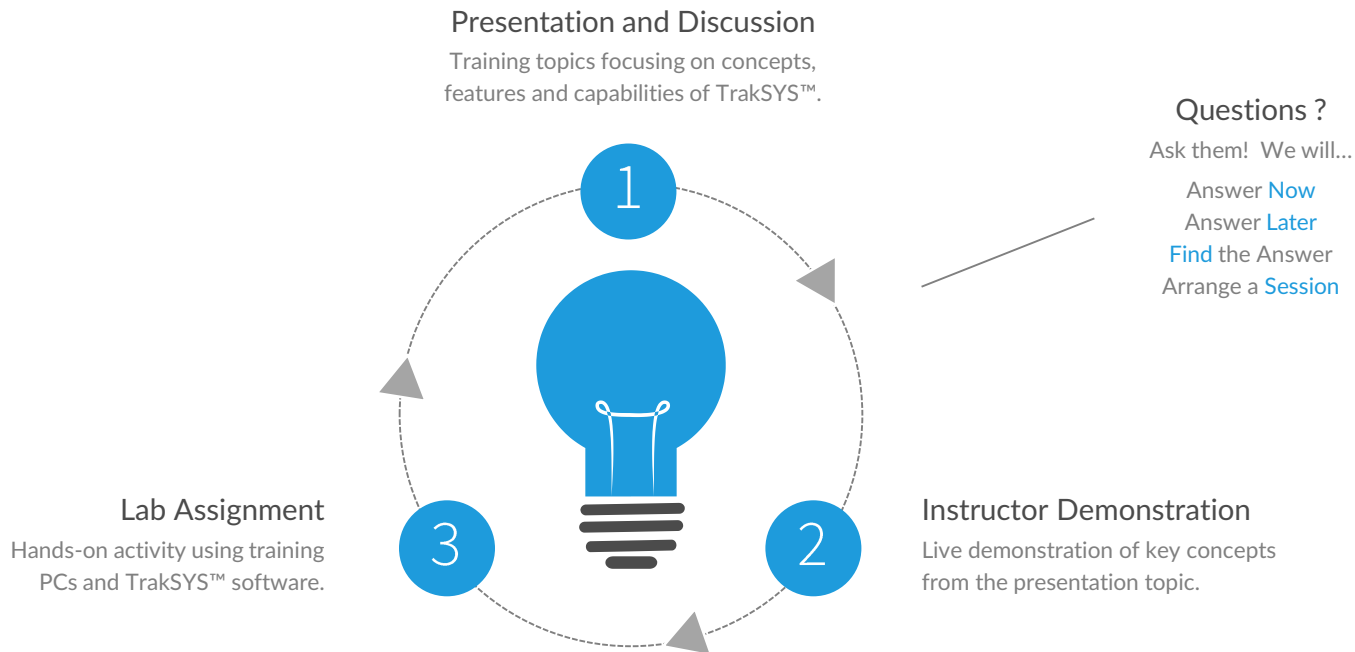 Presentation and Discussion
Training topics focusing on concepts,
features and capabilities of TrakSYS™.
1
Questions ?
Ask them! We will...
Answer Now
Answer Later
Find the Answer
Arrange a Session
2
Instructor Demonstration
Live demonstration of key concepts
from the presentation topic.
3
Lab Assignment
Hands-on activity using training
PCs and TrakSYS™ software.